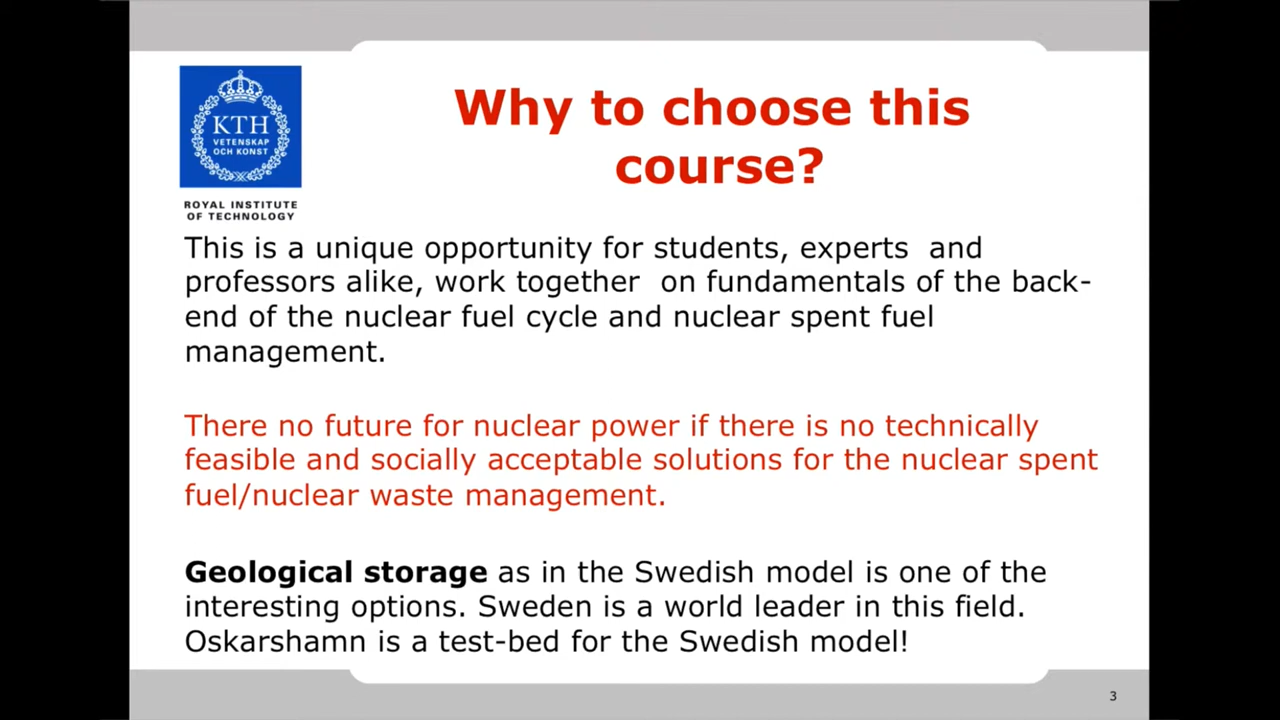 KTH
VETENSKAP
OCH KONST
ROYAL INSTITUTE
OF TECHNOLOGY
Why to choose this
course?
This is a unique opportunity for students, experts  and
professors alike, work together  on fundamentals of the back-
end of the nuclear fuel cycle and nuclear spent fuel
management.
There no future for nuclear power if there is no technically
feasible and socially acceptable solutions for the nuclear spent
fuel/nuclear waste management.
Geological storage as in the Swedish model is one of the
interesting options. Sweden is a world leader in this field.
Oskarshamn is a test-bed for the Swedish model!
3